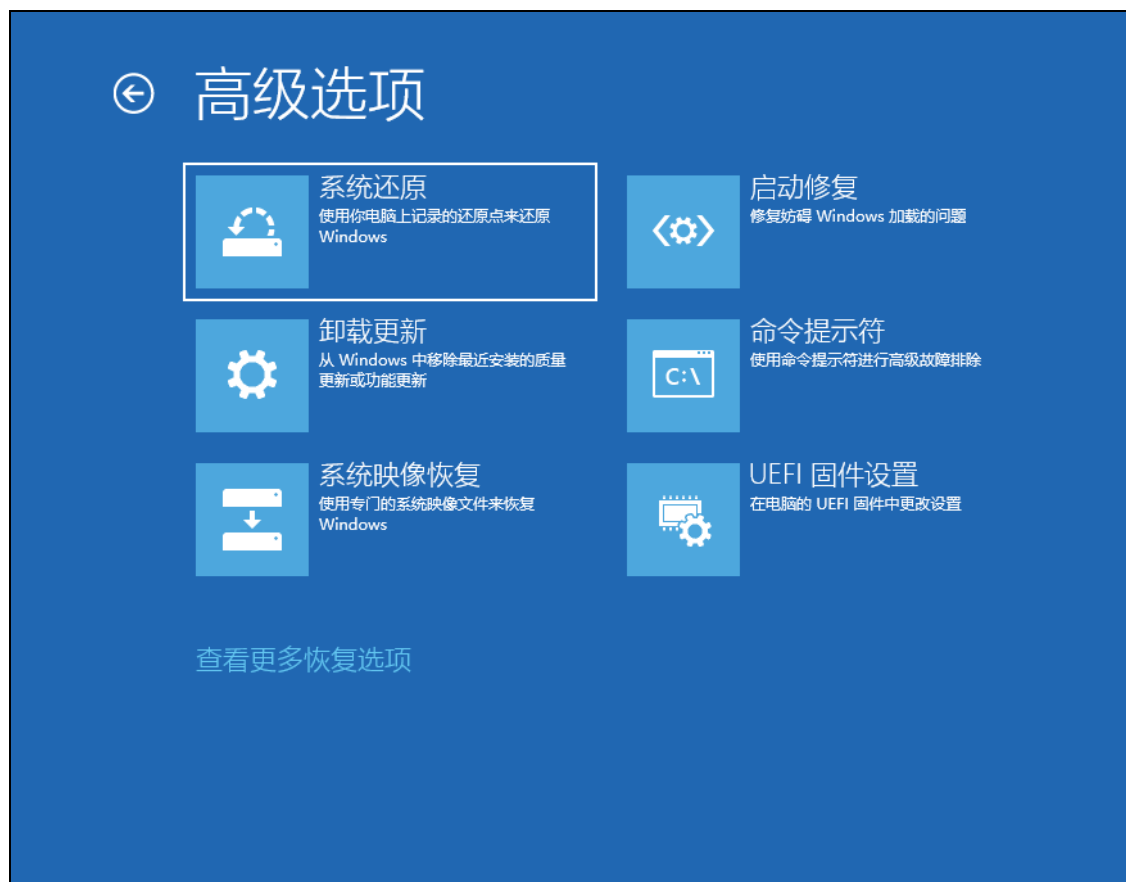 高级选项
系统还原
使用你电脑上记录的还原点来还原
Windows
启动修复
修复妨碍 Windows 加载的问题
卸载更新
从 Windows 中移除最近安装的质量
更新或功能更新
命令提示符
使用命令提示符进行高级故障排除
C:\
系统映像恢复
使用专门的系统映像文件来恢复
Windows
UEFI 固件设置
在电脑的 UEFI 固件中更改设置
查看更多恢复选项